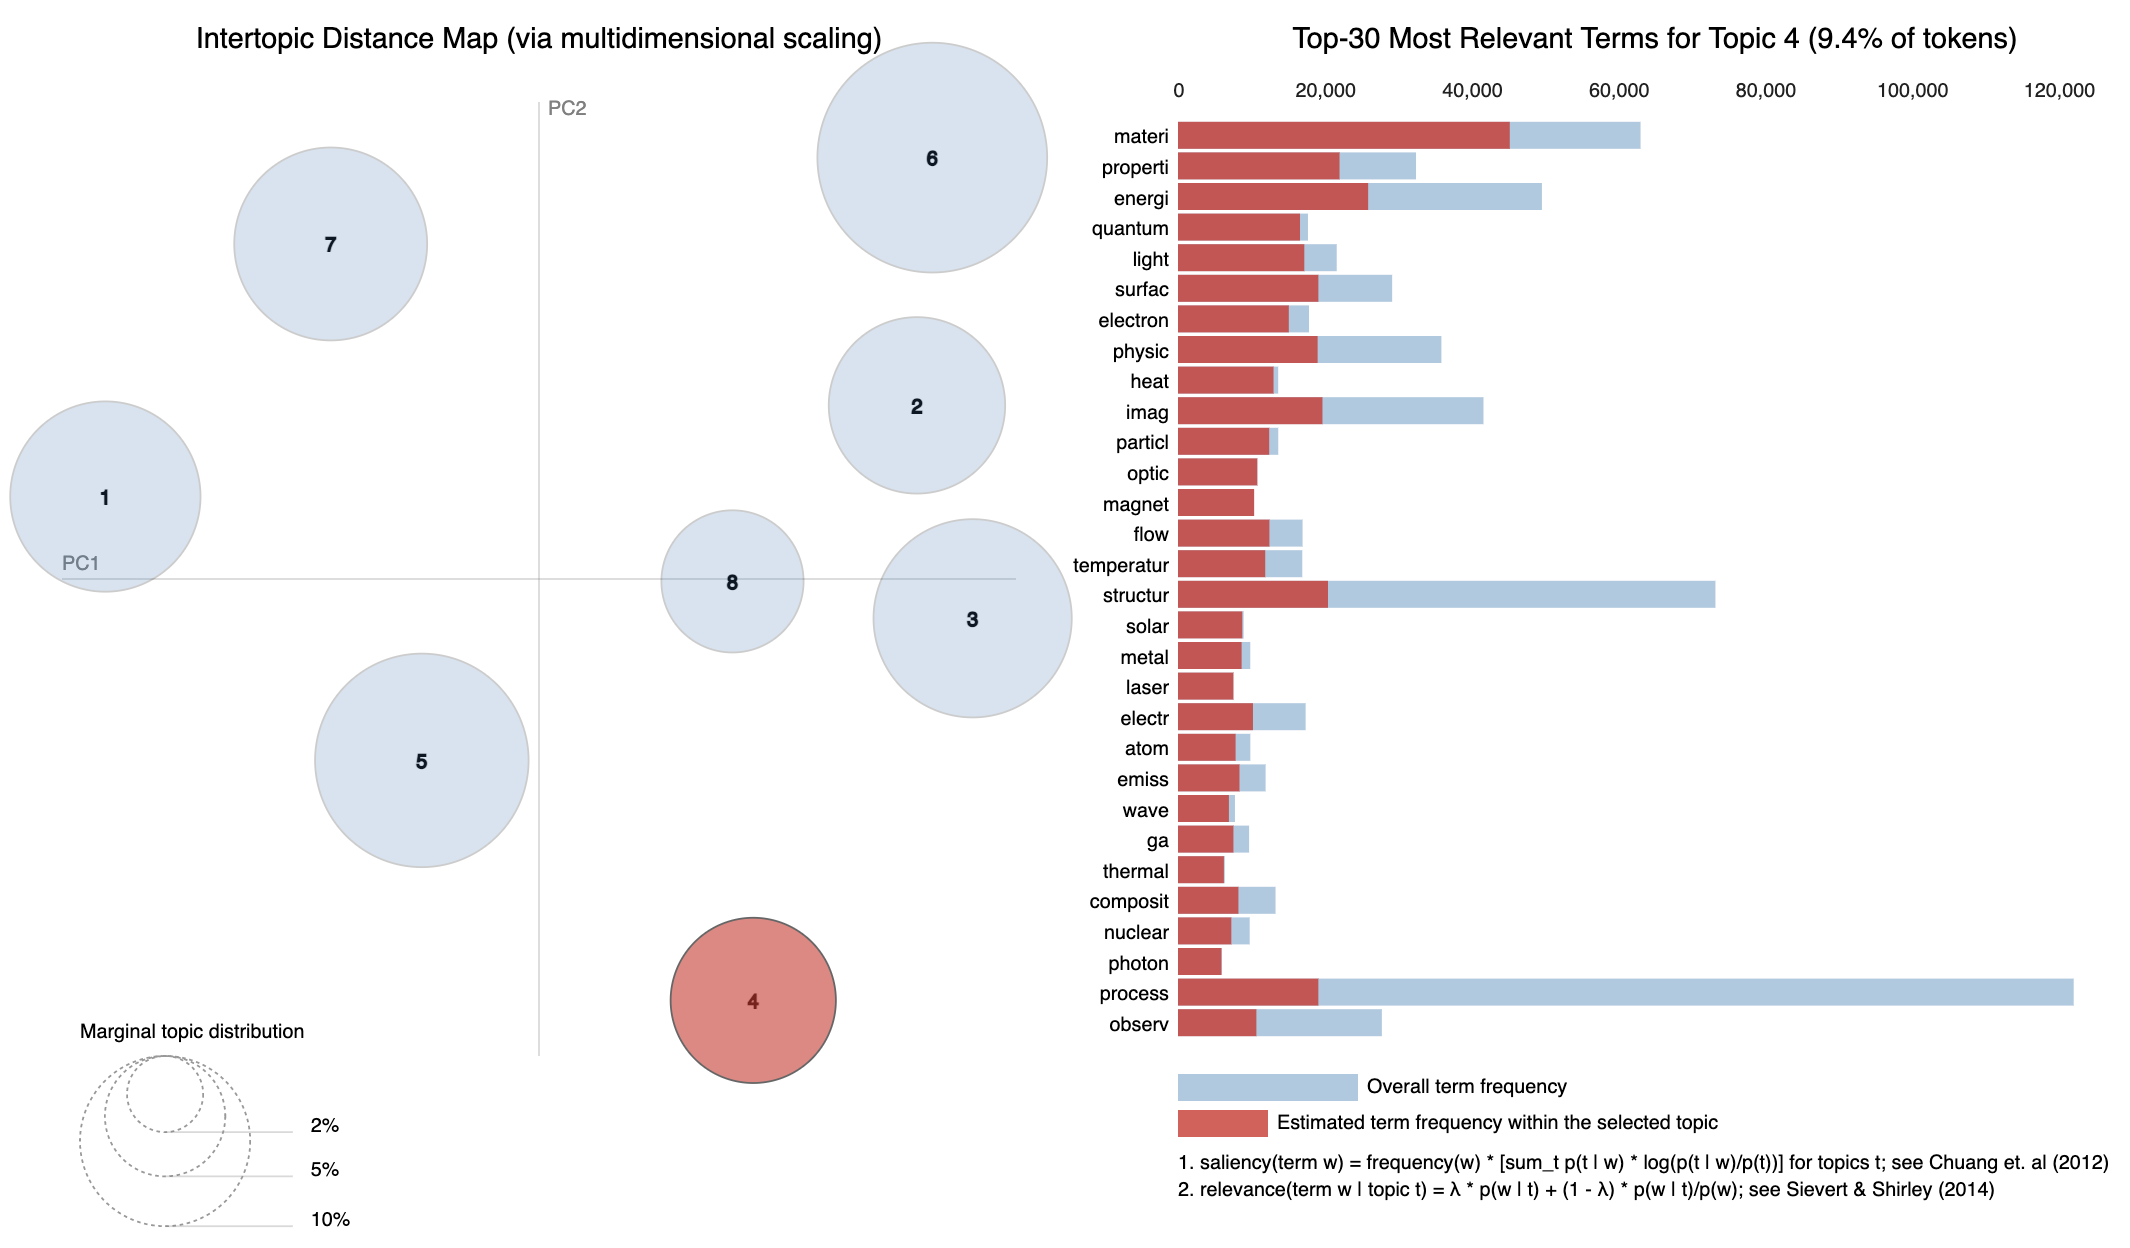 Intertopic Distance Map (via multidimensional scaling)
PC2
6
7
2
1
PC1
8
3
5
4
Marginal topic distribution
2%
5%
10%
Top-30 Most Relevant Terms for Topic 4 (9.4% of tokens)
0 20,000 40,000 60,000 80,000 100,000 120,000
materi
properti
energi
quantum
light
surfac
electron
physic
heat
imag
particl
optic
magnet
flow
temperatur
structur
solar
metal
laser
electr
atom
emiss
wave
ga
thermal
composit
nuclear
photon
process
observ
Overall term frequency
Estimated term frequency within the selected topic
1. saliency(term w) = frequency(w) * [sum_t p(t | w) * log(p(t | w)/p(t))] for topics t; see Chuang et. al (2012)
2. relevance(term w | topic t) = λ * p(w | t) + (1 - λ) * p(w | t)/p(w); see Sievert & Shirley (2014)